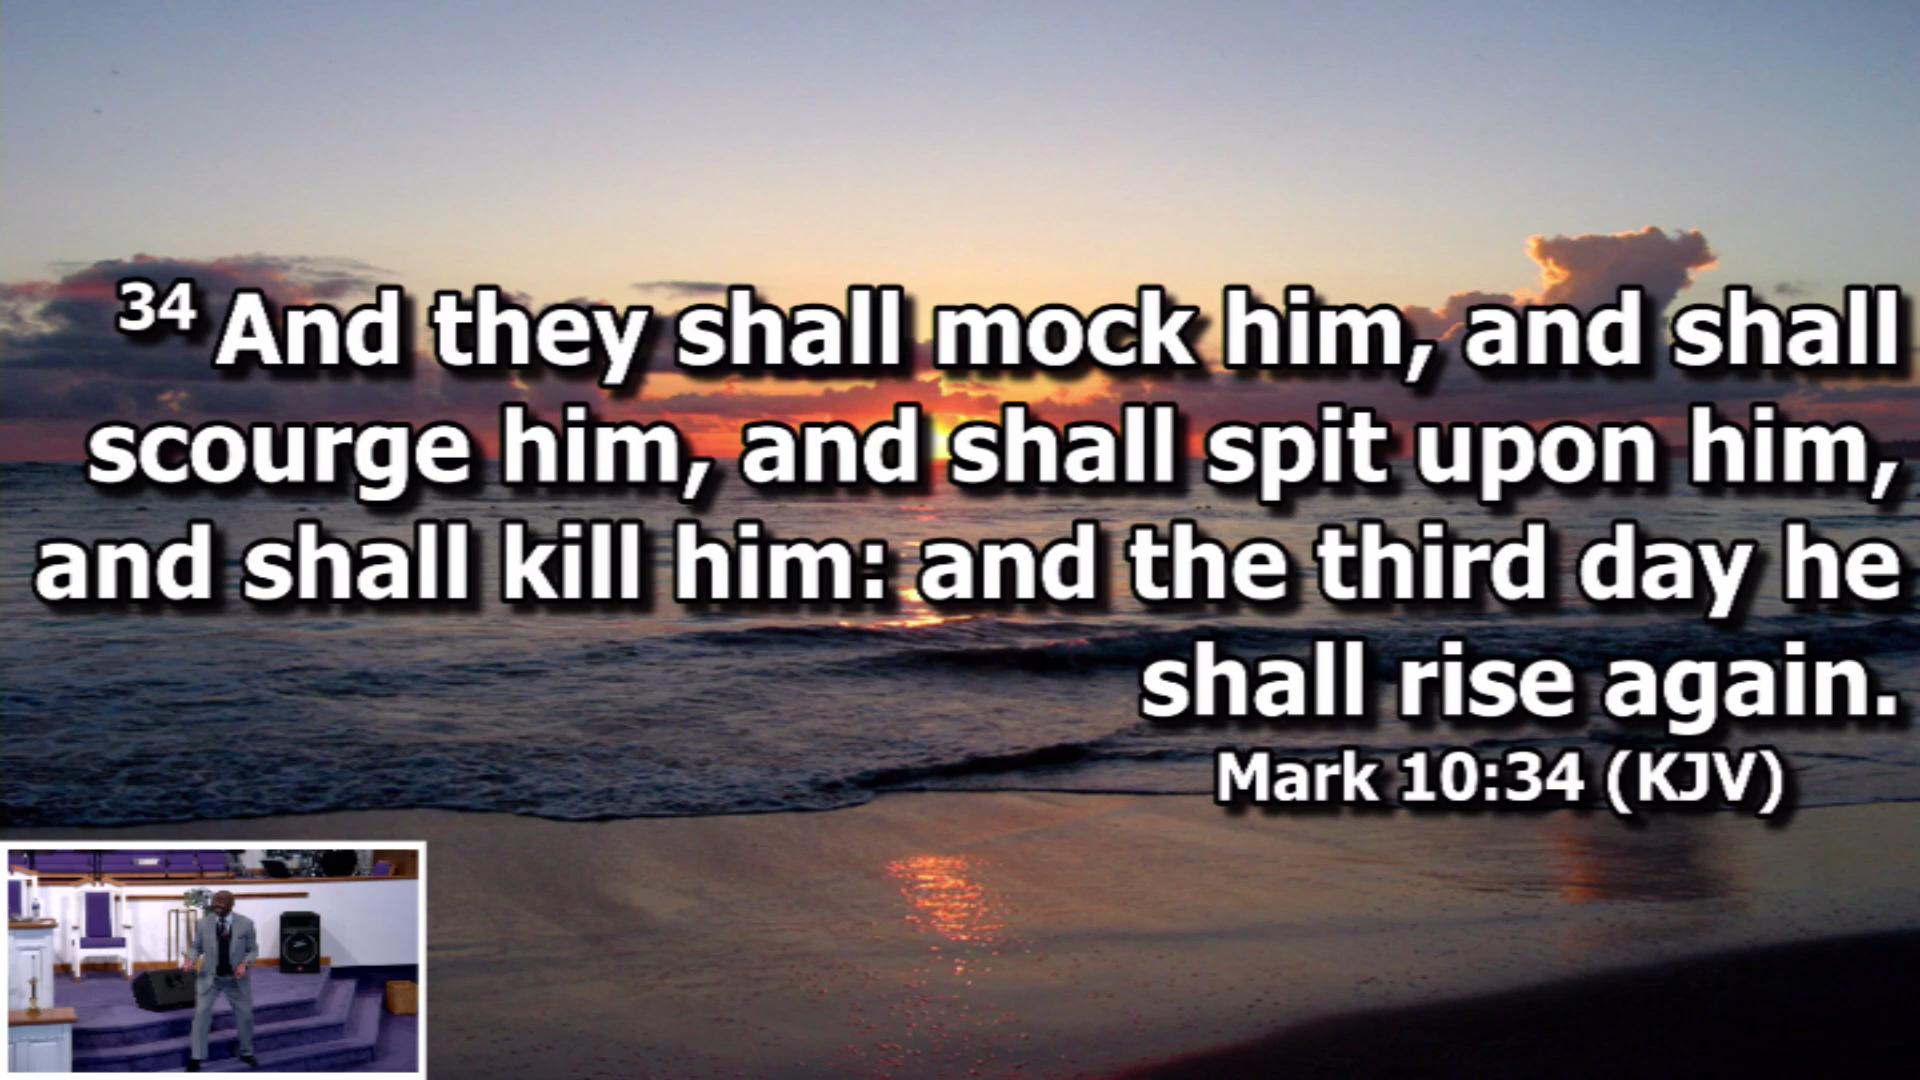 34 And they shall mock him, and shall
scourge him, and shall spit upon him,
and shall kill him: and the third day he
shall rise again.
Mark 10:34 (KJV)